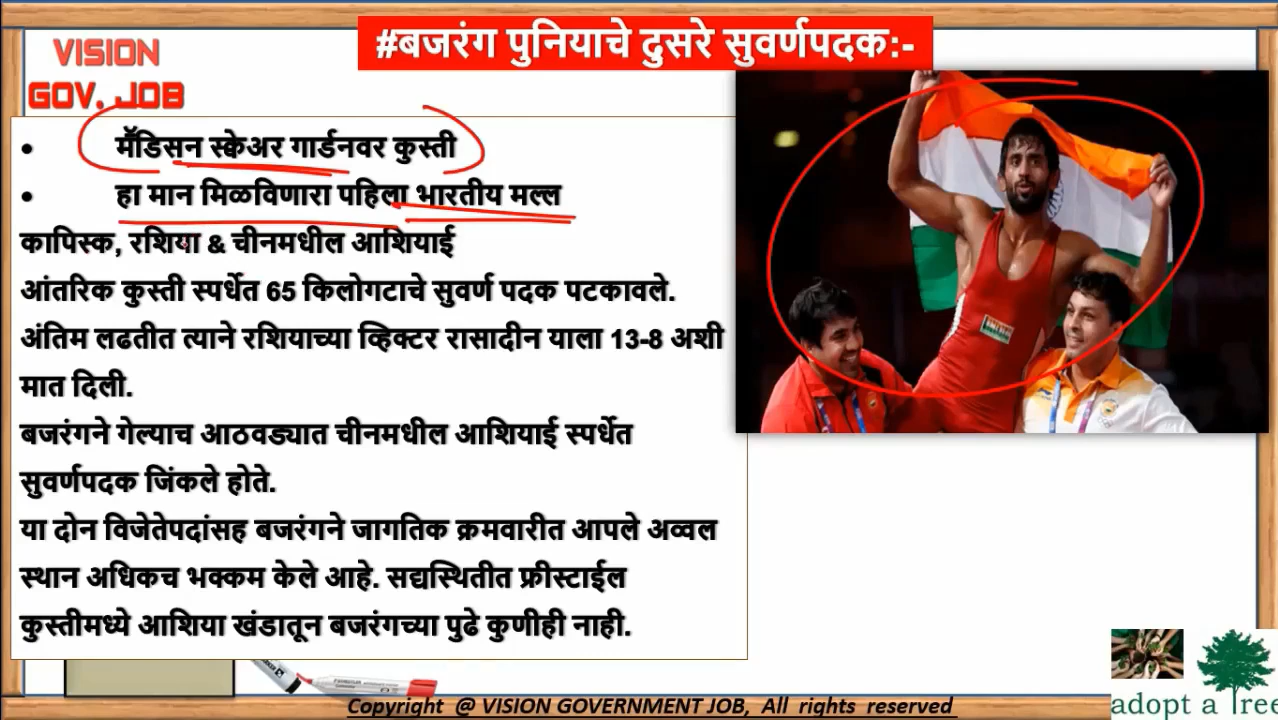 #बजरंग पुनियाचे दुसरे सुवर्णपदक:-
VISION
GOV. JOB
• मॅडिसन स्केअर गार्डनवर कुस्ती
• हा मान मिळविणारा पहिला भारतीय मल्ल
कापिस्क, रशिया & चीनमधील आशियाई
आंतरिक कुस्ती स्पर्धेत 65 किलोगटाचे सुवर्ण पदक पटकावले.
अंतिम लढतीत त्याने रशियाच्या व्हिक्टर रासादीन याला 13-8 अशी
मात दिली.
बजरंगने गेल्याच आठवड्यात चीनमधील आशियाई स्पर्धेत
सुवर्णपदक जिंकले होते.
या दोन विजेतेपदांसह बजरंगने जागतिक क्रमवारीत आपले अव्वल
स्थान अधिकच भक्कम केले आहे. सद्यस्थितीत फ्रीस्टाईल
कुस्तीमध्ये आशिया खंडातून बजरंगच्या पुढे कुणीही नाही.
adopt a Tree
Copyright @ VISION GOVERNMENT JOB, All rights reserved